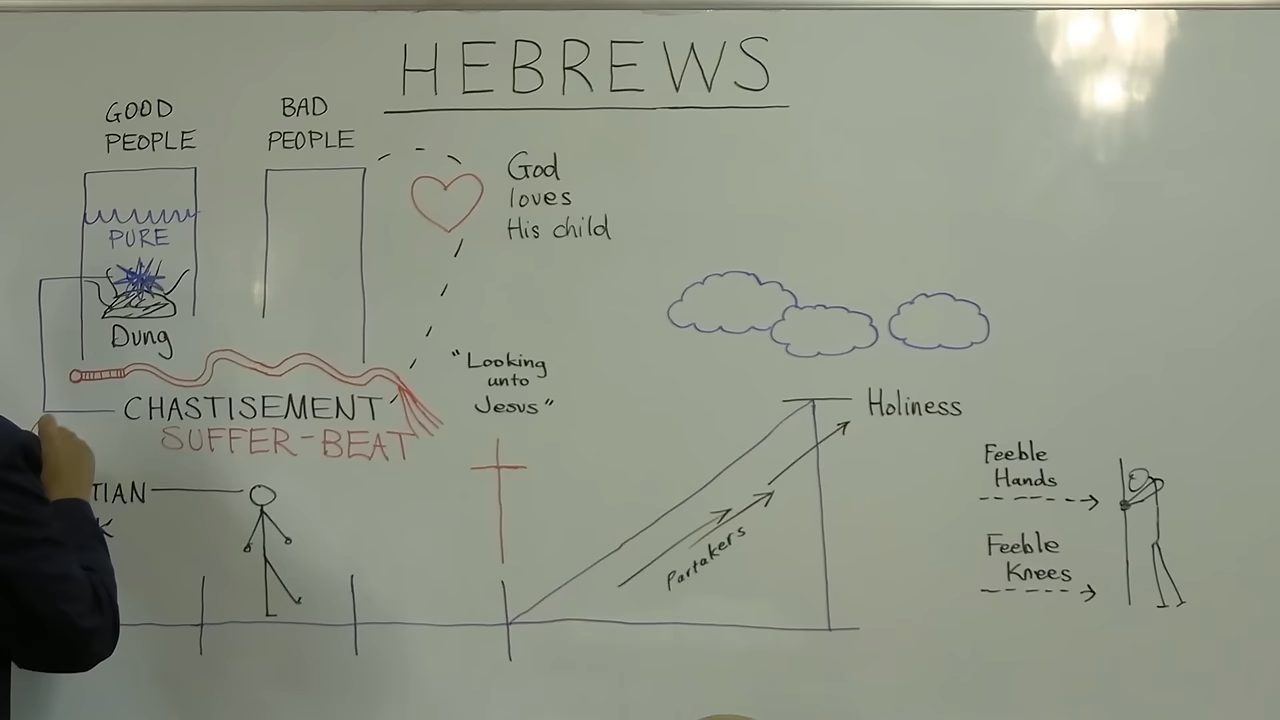 HEBREWS
GOOD
PEOPLE
BAD
PEOPLE
God
loves
His child
PURE
Dung
"Looking
unto
Jesus"
CHASTISEMENT
SUFFER-BEAT
TIAN
K
Holiness
Partakers
Feeble
Hands
Feeble
Knees